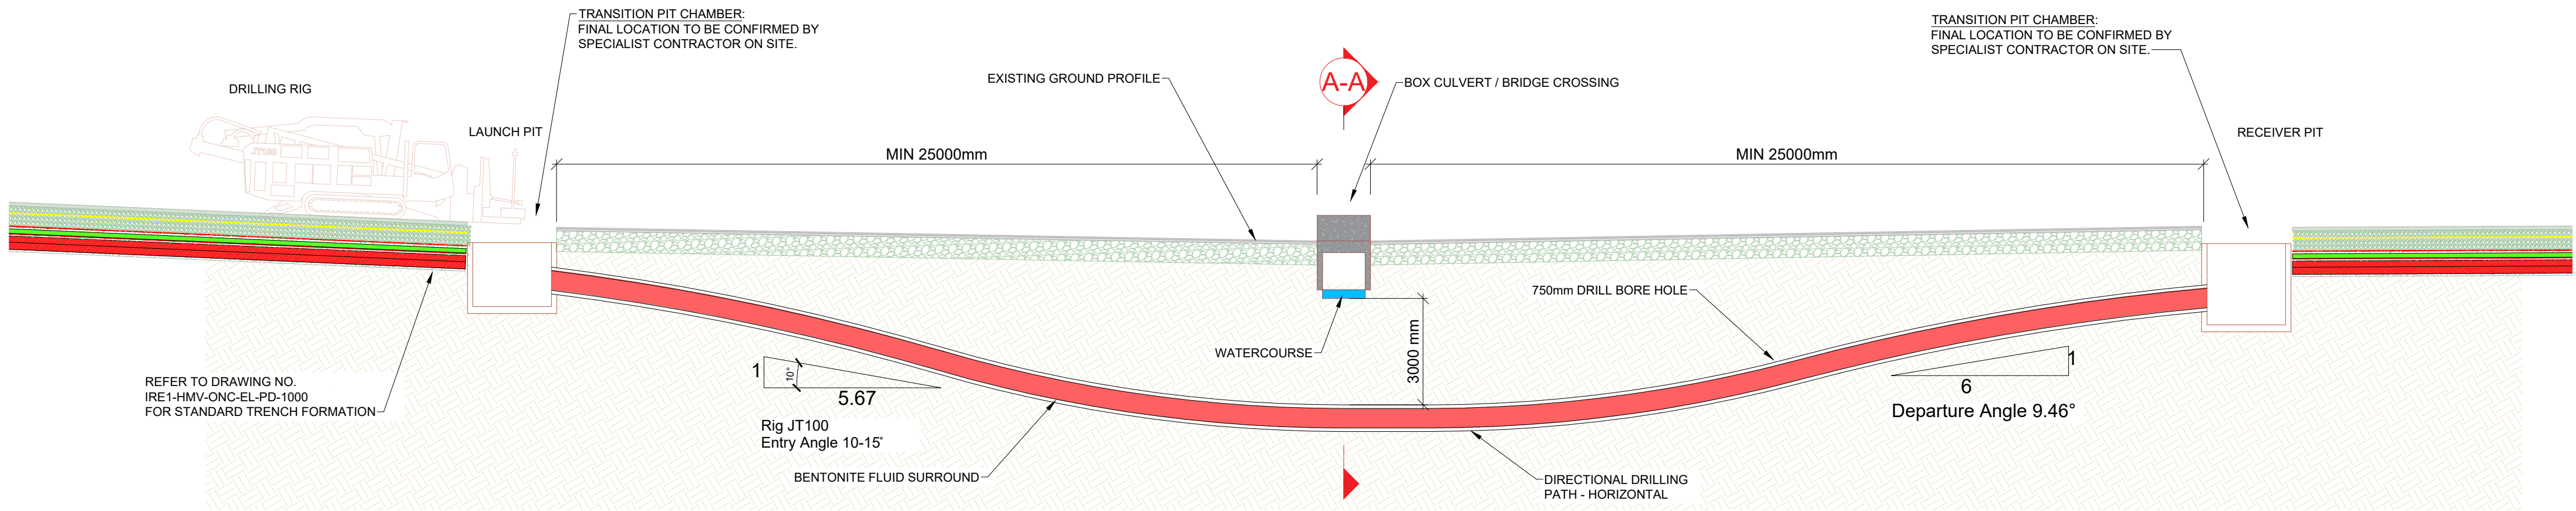 TRANSITION PIT CHAMBER:
FINAL LOCATION TO BE CONFIRMED BY
SPECIALIST CONTRACTOR ON SITE.
TRANSITION PIT CHAMBER:
FINAL LOCATION TO BE CONFIRMED BY
SPECIALIST CONTRACTOR ON SITE.
EXISTING GROUND PROFILE
A-A
BOX CULVERT / BRIDGE CROSSING
DRILLING RIG
LAUNCH PIT
RECEIVER PIT
JT100
MIN 25000mm
MIN 25000mm
750mm DRILL BORE HOLE
WATERCOURSE
3000 mm
REFER TO DRAWING NO.
IRE1-HMV-ONC-EL-PD-1000
FOR STANDARD TRENCH FORMATION
1
10°
5.67
Rig JT100
Entry Angle 10-15°
1
6
Departure Angle 9.46°
BENTONITE FLUID SURROUND
DIRECTIONAL DRILLING
PATH - HORIZONTAL